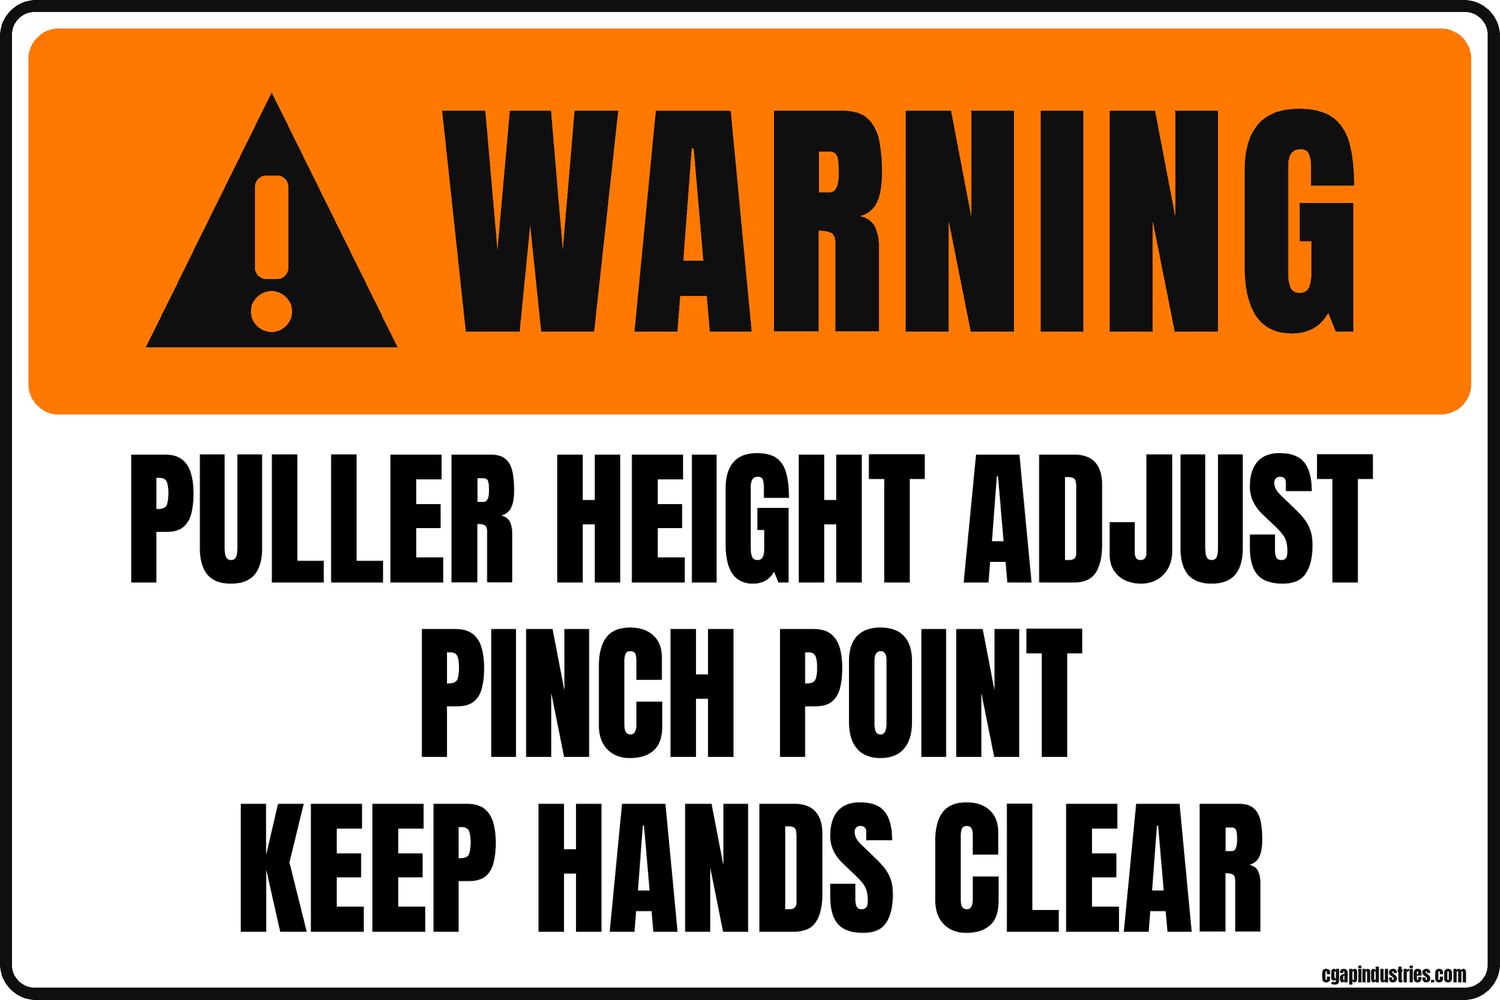 WARNING
PULLER HEIGHT ADJUST
PINCH POINT
KEEP HANDS CLEAR
cgapindustries.com